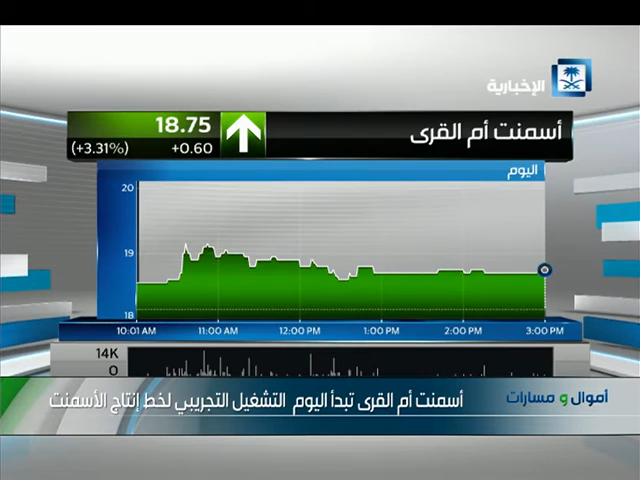 الإخبارية
أسمنت أم القرى
18.75
(+3.31%) +0.60
اليوم
20
19
18
10:01 AM 11:00 AM 12:00 PM 1:00 PM 2:00 PM 3:00 PM
14K
0
أموال و مسارات
أسمنت أم القرى تبدأ اليوم التشغيل التجريبي لخط إنتاج الأسمنت